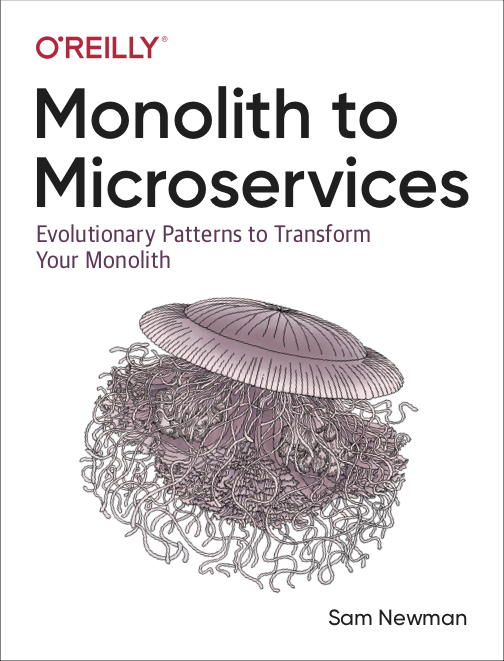 O'REILLY®
Monolith to
Microservices
Evolutionary Patterns to Transform
Your Monolith
Sam Newman